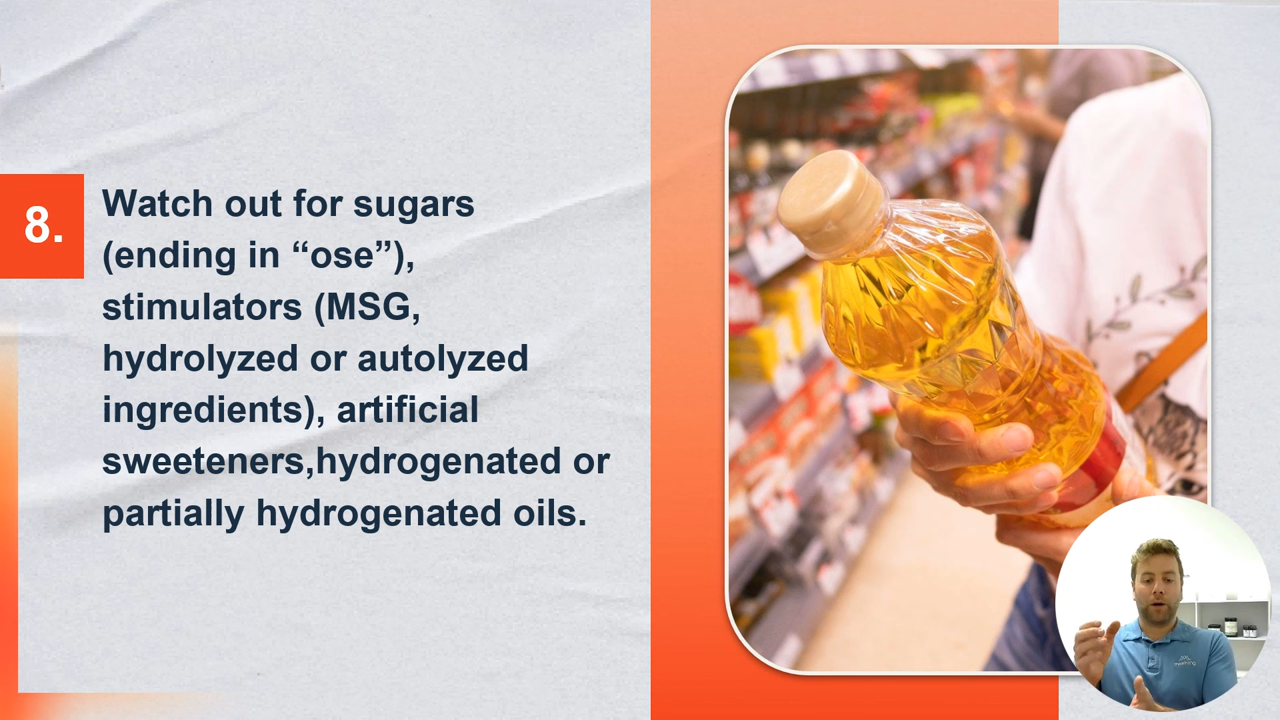 8.
Watch out for sugars
(ending in “ose”),
stimulators (MSG,
hydrolyzed or autolyzed
ingredients), artificial
sweeteners,hydrogenated or
partially hydrogenated oils.